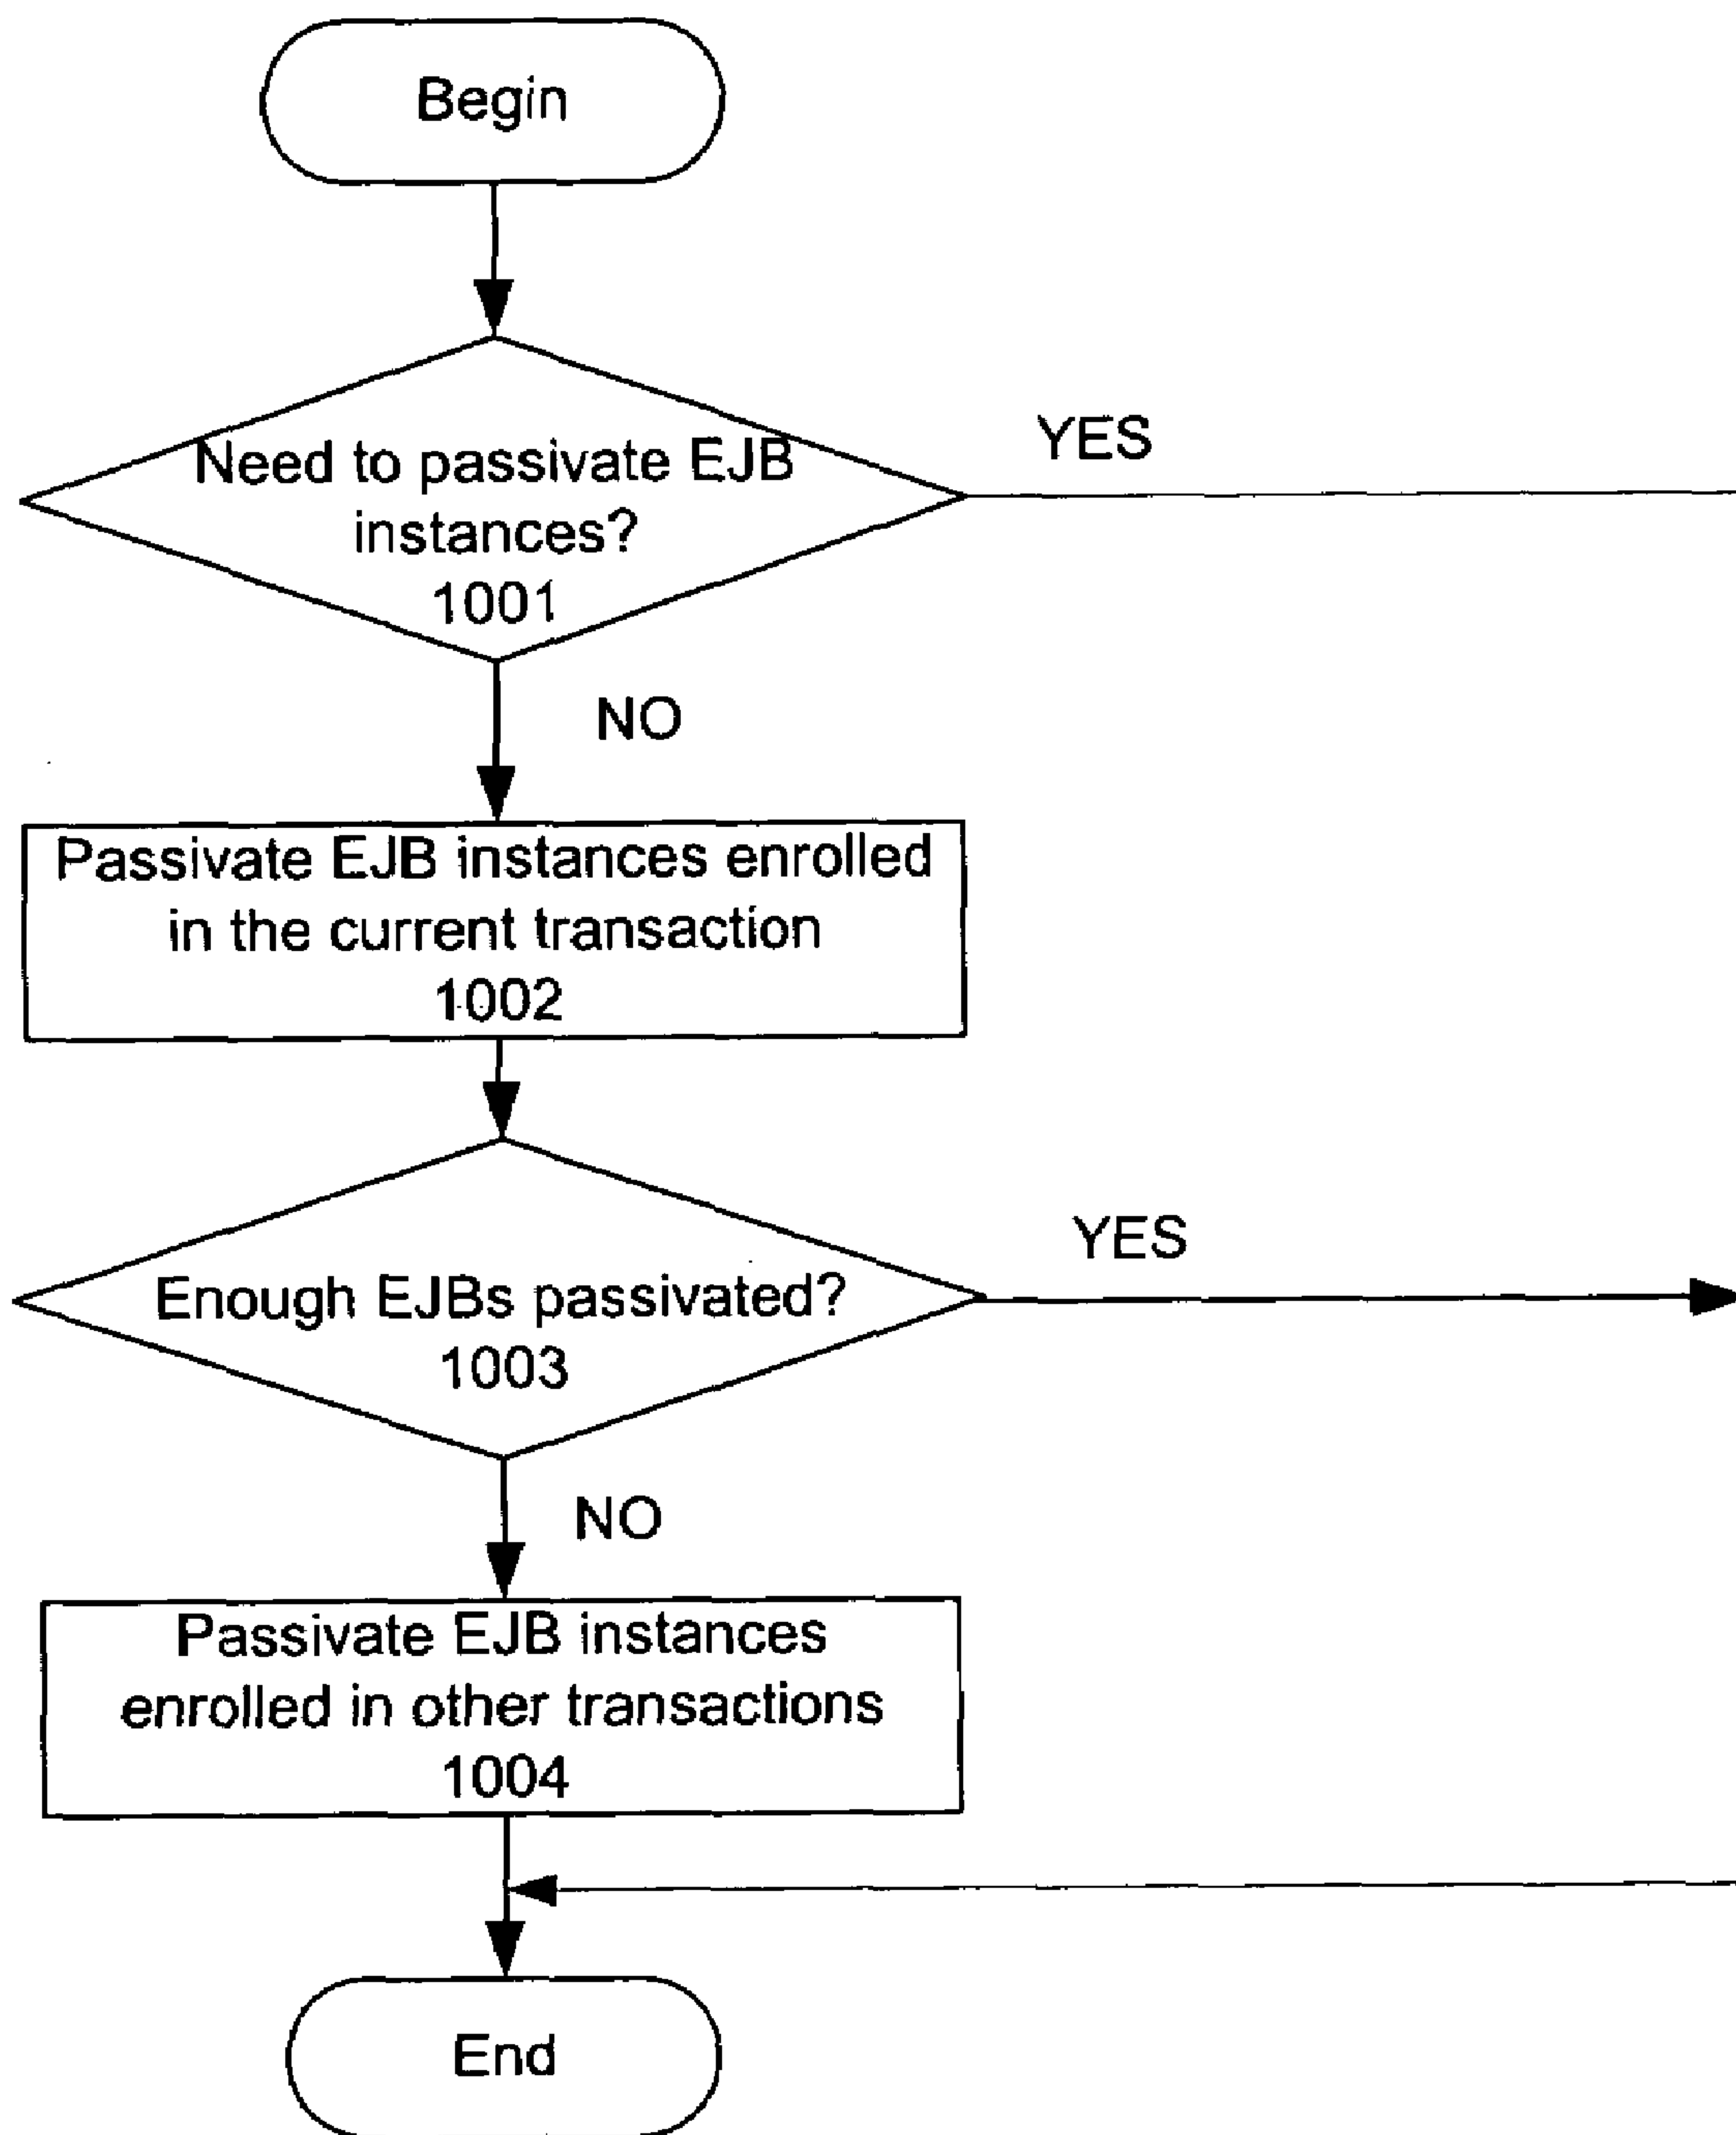 Begin
Need to passivate EJB
instances?
1001
YES
NO
Passivate EJB instances enrolled
in the current transaction
1002
Enough EJBs passivated?
1003
YES
NO
Passivate EJB instances
enrolled in other transactions
1004
End